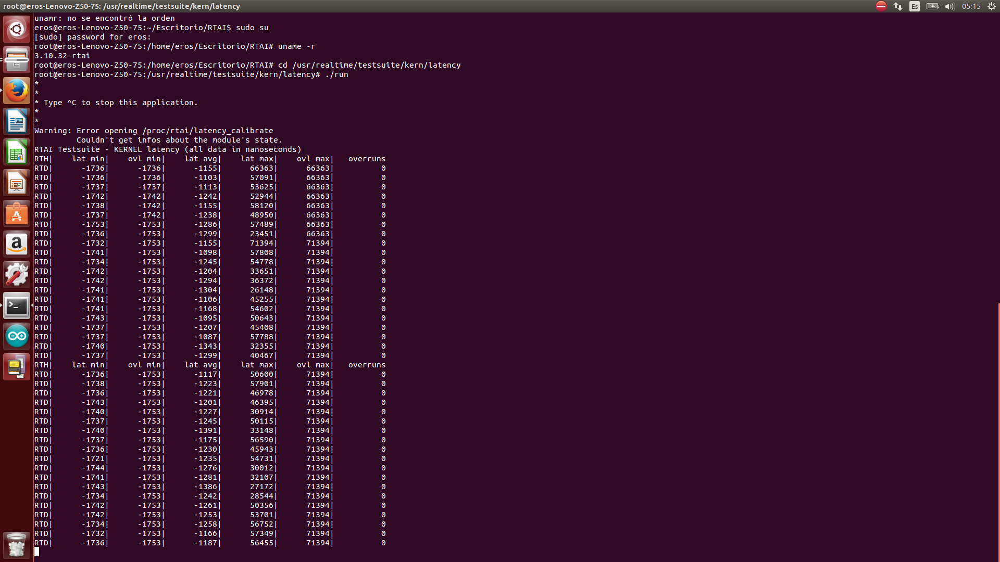 root@eros-Lenovo-Z50-75: /usr/realtime/testsuite/kern/latency
Es
05:15
unamr: no se encontró la orden
eros@eros-Lenovo-Z50-75:~/Escritorio/RTAI$ sudo su
[sudo] password for eros:
root@eros-Lenovo-Z50-75:/home/eros/Escritorio/RTAI# uname -r
3.10.32-rtai
root@eros-Lenovo-Z50-75:/home/eros/Escritorio/RTAI# cd /usr/realtime/testsuite/kern/latency
root@eros-Lenovo-Z50-75:/usr/realtime/testsuite/kern/latency# ./run
*
*
* Type ^C to stop this application.
*
*
Warning: Error opening /proc/rtai/latency_calibrate
Couldn't get infos about the module's state.
RTAI Testsuite - KERNEL latency (all data in nanoseconds)
RTH| lat min| ovl min| lat avg| lat max| ovl max| overruns
RTD| -1736| -1736| -1155| 66363| 66363| 0
RTD| -1736| -1736| -1103| 57091| 66363| 0
RTD| -1737| -1737| -1113| 53625| 66363| 0
RTD| -1742| -1742| -1242| 52944| 66363| 0
RTD| -1738| -1742| -1155| 58120| 66363| 0
RTD| -1737| -1742| -1238| 48950| 66363| 0
RTD| -1753| -1753| -1286| 57489| 66363| 0
RTD| -1736| -1753| -1299| 23451| 66363| 0
RTD| -1732| -1753| -1155| 71394| 71394| 0
RTD| -1741| -1753| -1098| 57808| 71394| 0
RTD| -1734| -1753| -1245| 54778| 71394| 0
RTD| -1742| -1753| -1204| 33651| 71394| 0
RTD| -1742| -1753| -1294| 36372| 71394| 0
RTD| -1741| -1753| -1304| 26148| 71394| 0
RTD| -1741| -1753| -1106| 45255| 71394| 0
RTD| -1741| -1753| -1168| 54602| 71394| 0
RTD| -1743| -1753| -1095| 50643| 71394| 0
RTD| -1737| -1753| -1207| 45408| 71394| 0
RTD| -1737| -1753| -1087| 57788| 71394| 0
RTD| -1740| -1753| -1343| 32355| 71394| 0
RTD| -1737| -1753| -1299| 40467| 71394| 0
RTH| lat min| ovl min| lat avg| lat max| ovl max| overruns
RTD| -1736| -1753| -1117| 50600| 71394| 0
RTD| -1738| -1753| -1223| 57901| 71394| 0
RTD| -1736| -1753| -1221| 46978| 71394| 0
RTD| -1743| -1753| -1201| 46395| 71394| 0
RTD| -1740| -1753| -1227| 30914| 71394| 0
RTD| -1737| -1753| -1245| 50115| 71394| 0
RTD| -1740| -1753| -1391| 33148| 71394| 0
RTD| -1737| -1753| -1175| 56590| 71394| 0
RTD| -1736| -1753| -1230| 45943| 71394| 0
RTD| -1721| -1753| -1235| 54731| 71394| 0
RTD| -1744| -1753| -1276| 30012| 71394| 0
RTD| -1741| -1753| -1281| 32107| 71394| 0
RTD| -1743| -1753| -1386| 27172| 71394| 0
RTD| -1734| -1753| -1242| 28544| 71394| 0
RTD| -1742| -1753| -1261| 50356| 71394| 0
RTD| -1742| -1753| -1253| 53701| 71394| 0
RTD| -1734| -1753| -1258| 56752| 71394| 0
RTD| -1732| -1753| -1166| 57349| 71394| 0
RTD| -1736| -1753| -1187| 56455| 71394| 0